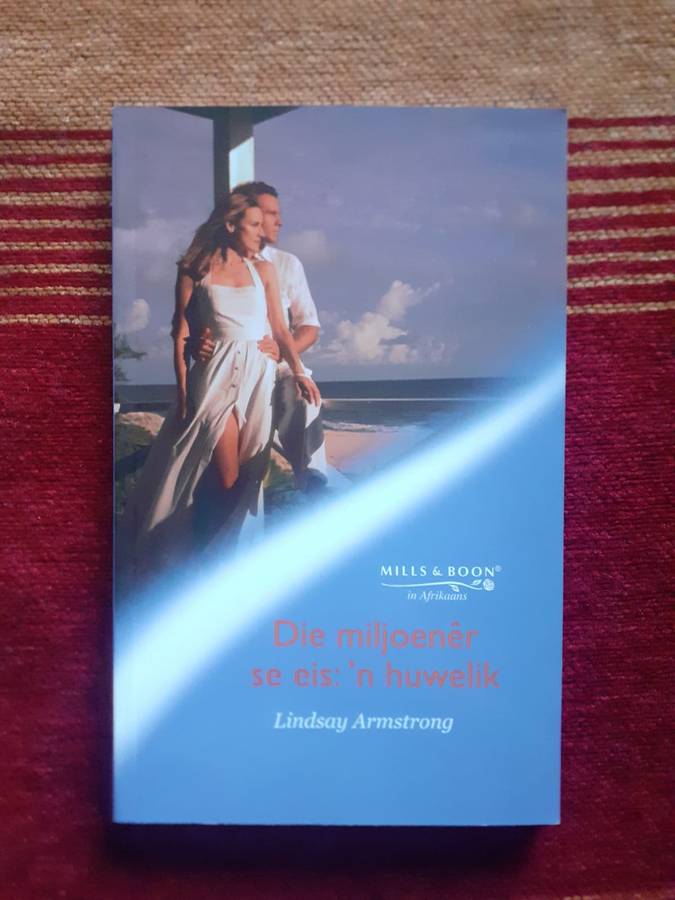 MILLS & BOON®
in Afrikaans
Die miljoenêr
se eis: 'n huwelik
Lindsay Armstrong